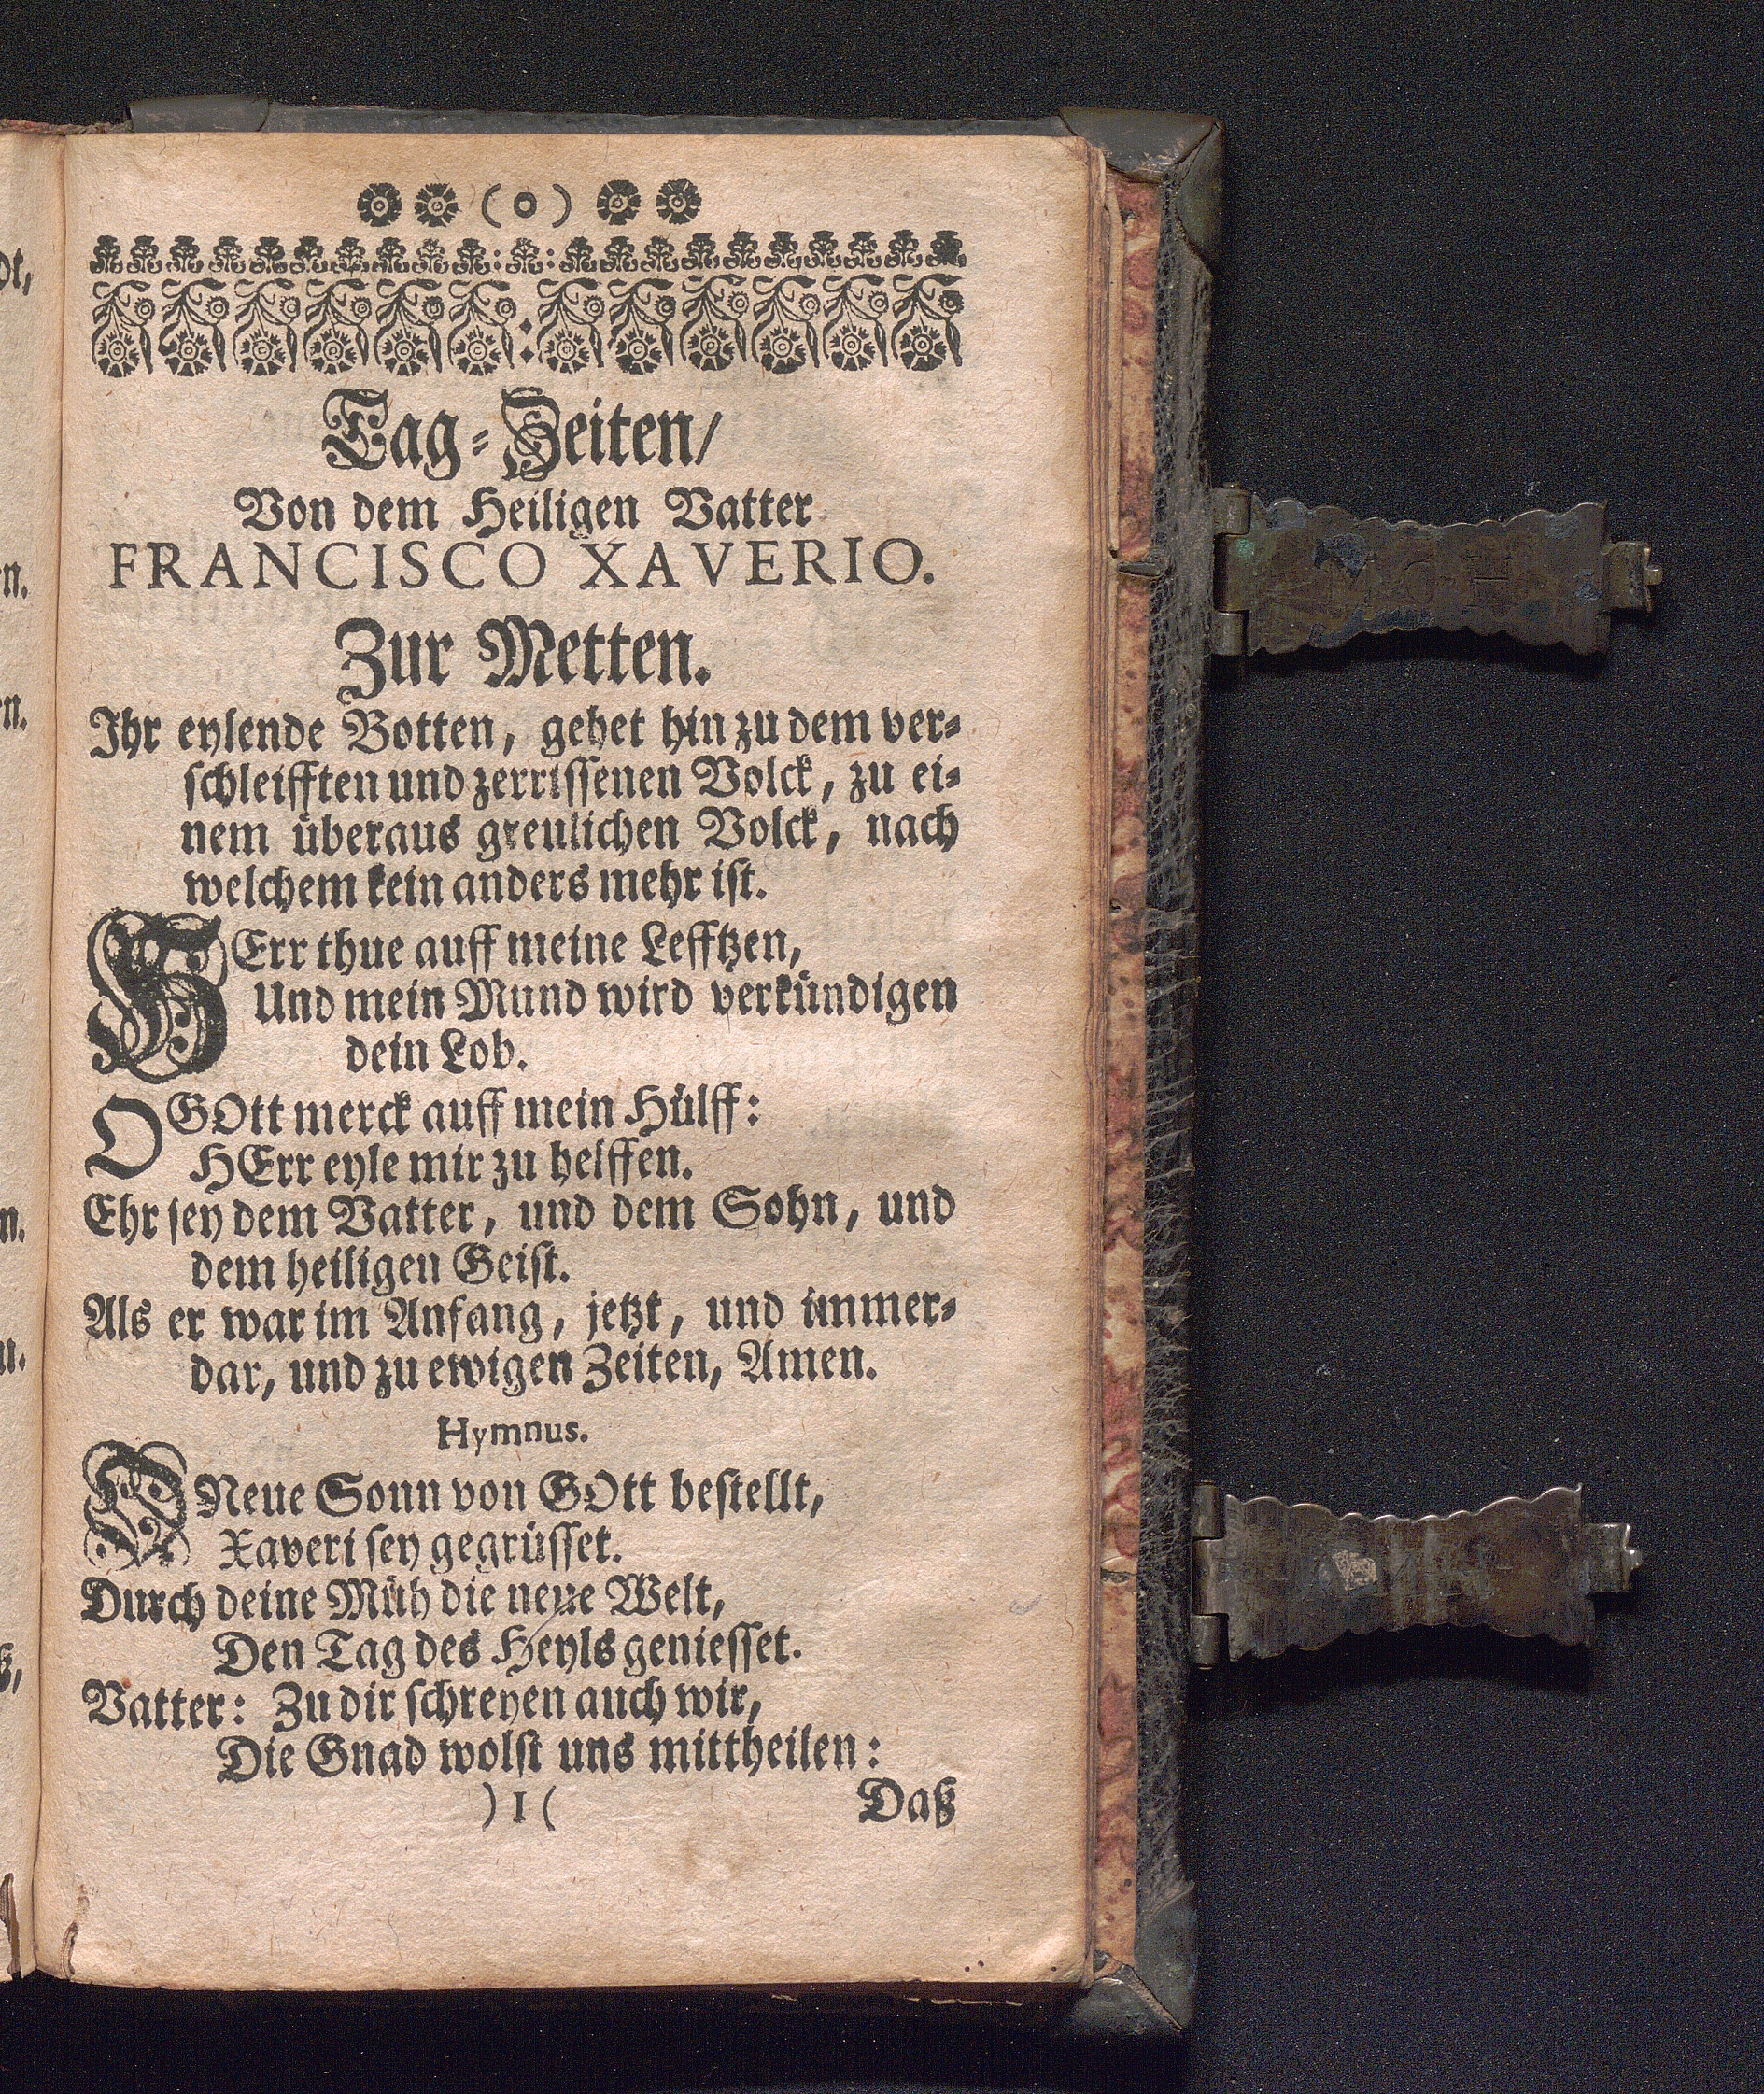 (o)
Tag-Zeiten/
Von dem Heiligen Vatter
FRANCISCO XAVERIO.
Zur Metten.
Ihr eylende Botten, gehet hin zu dem ver-
schleifften und zerrissenen Volck, zu ei-
nem überaus greulichen Volck, nach
welchem kein anders mehr ist.
HErr thue auff meine Lefftzen,
Und mein Mund wird verkündigen
dein Lob.
O GOtt merck auff mein Hülff:
HErr eyle mir zu helffen.
Ehr sey dem Vatter, und dem Sohn, und
dem heiligen Geist.
Als er war im Anfang, jetzt, und immer-
dar, und zu ewigen Zeiten, Amen.
Hymnus.
Neue Sonn von GOtt bestellt,
Xaveri sey gegrüsset.
Durch deine Müh die neue Welt,
Den Tag des Heyls geniesset.
Vatter: Zu dir schreyen auch wir,
Die Gnad wolst uns mittheilen:
)1(
Daß